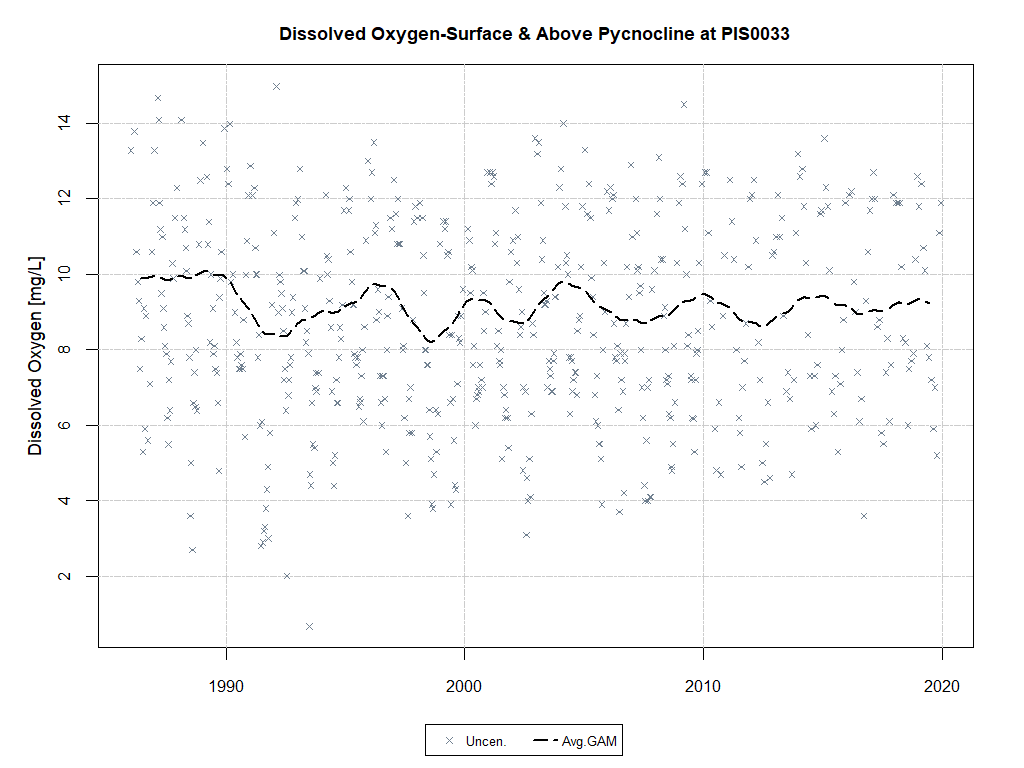 Dissolved Oxygen-Surface & Above Pycnocline at PIS0033
Dissolved Oxygen [mg/L]
14
12
10
8
6
4
2
1990 2000 2010 2020
Uncen. Avg.GAM